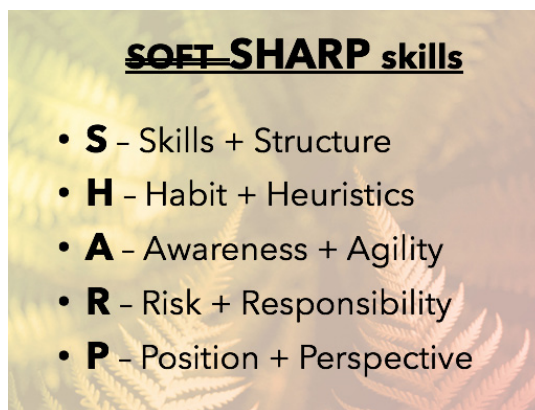 SOFT SHARP skills
• S – Skills + Structure
• H – Habit + Heuristics
• A – Awareness + Agility
• R – Risk + Responsibility
• P – Position + Perspective